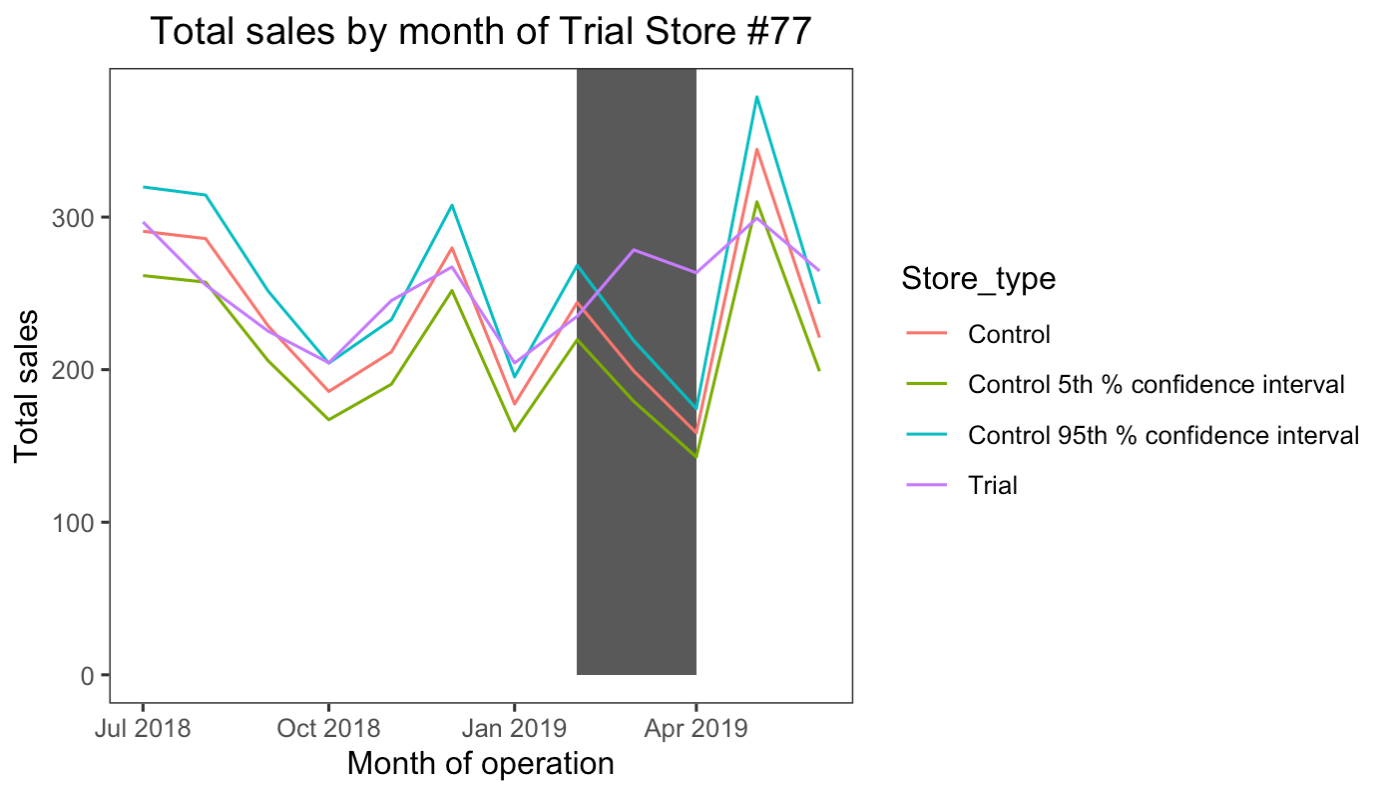 Total sales by month of Trial Store #77
Total sales
300
200
100
0
Jul 2018 Oct 2018 Jan 2019 Apr 2019
Month of operation
Store_type
Control
Control 5th % confidence interval
Control 95th % confidence interval
Trial